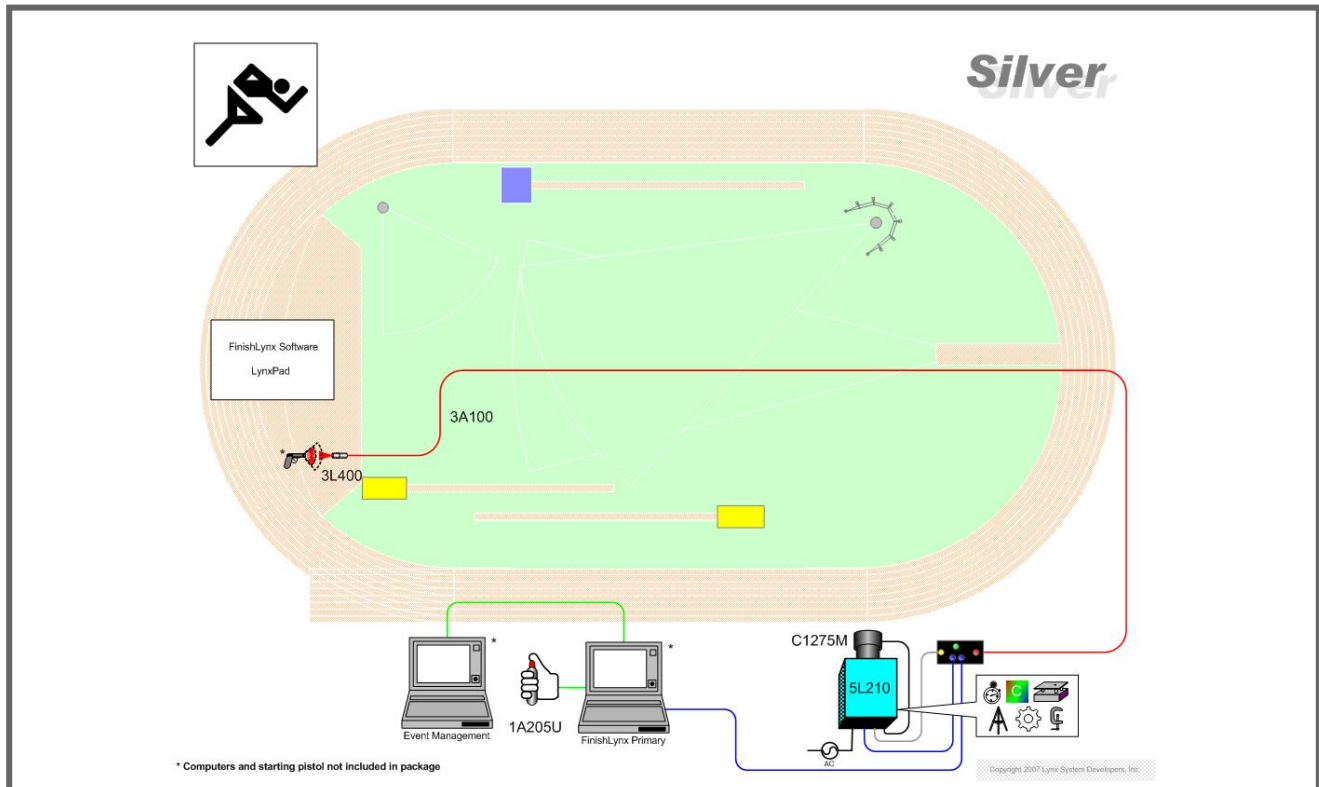 Silver
FinishLynx Software
LynxPad
3A100
*
3L400
C1275M
*
*
5L210
C
1A205U
Event Management
FinishLynx Primary
AC
* Computers and starting pistol not included in package
Copyright 2007 Lynx System Developers, Inc.